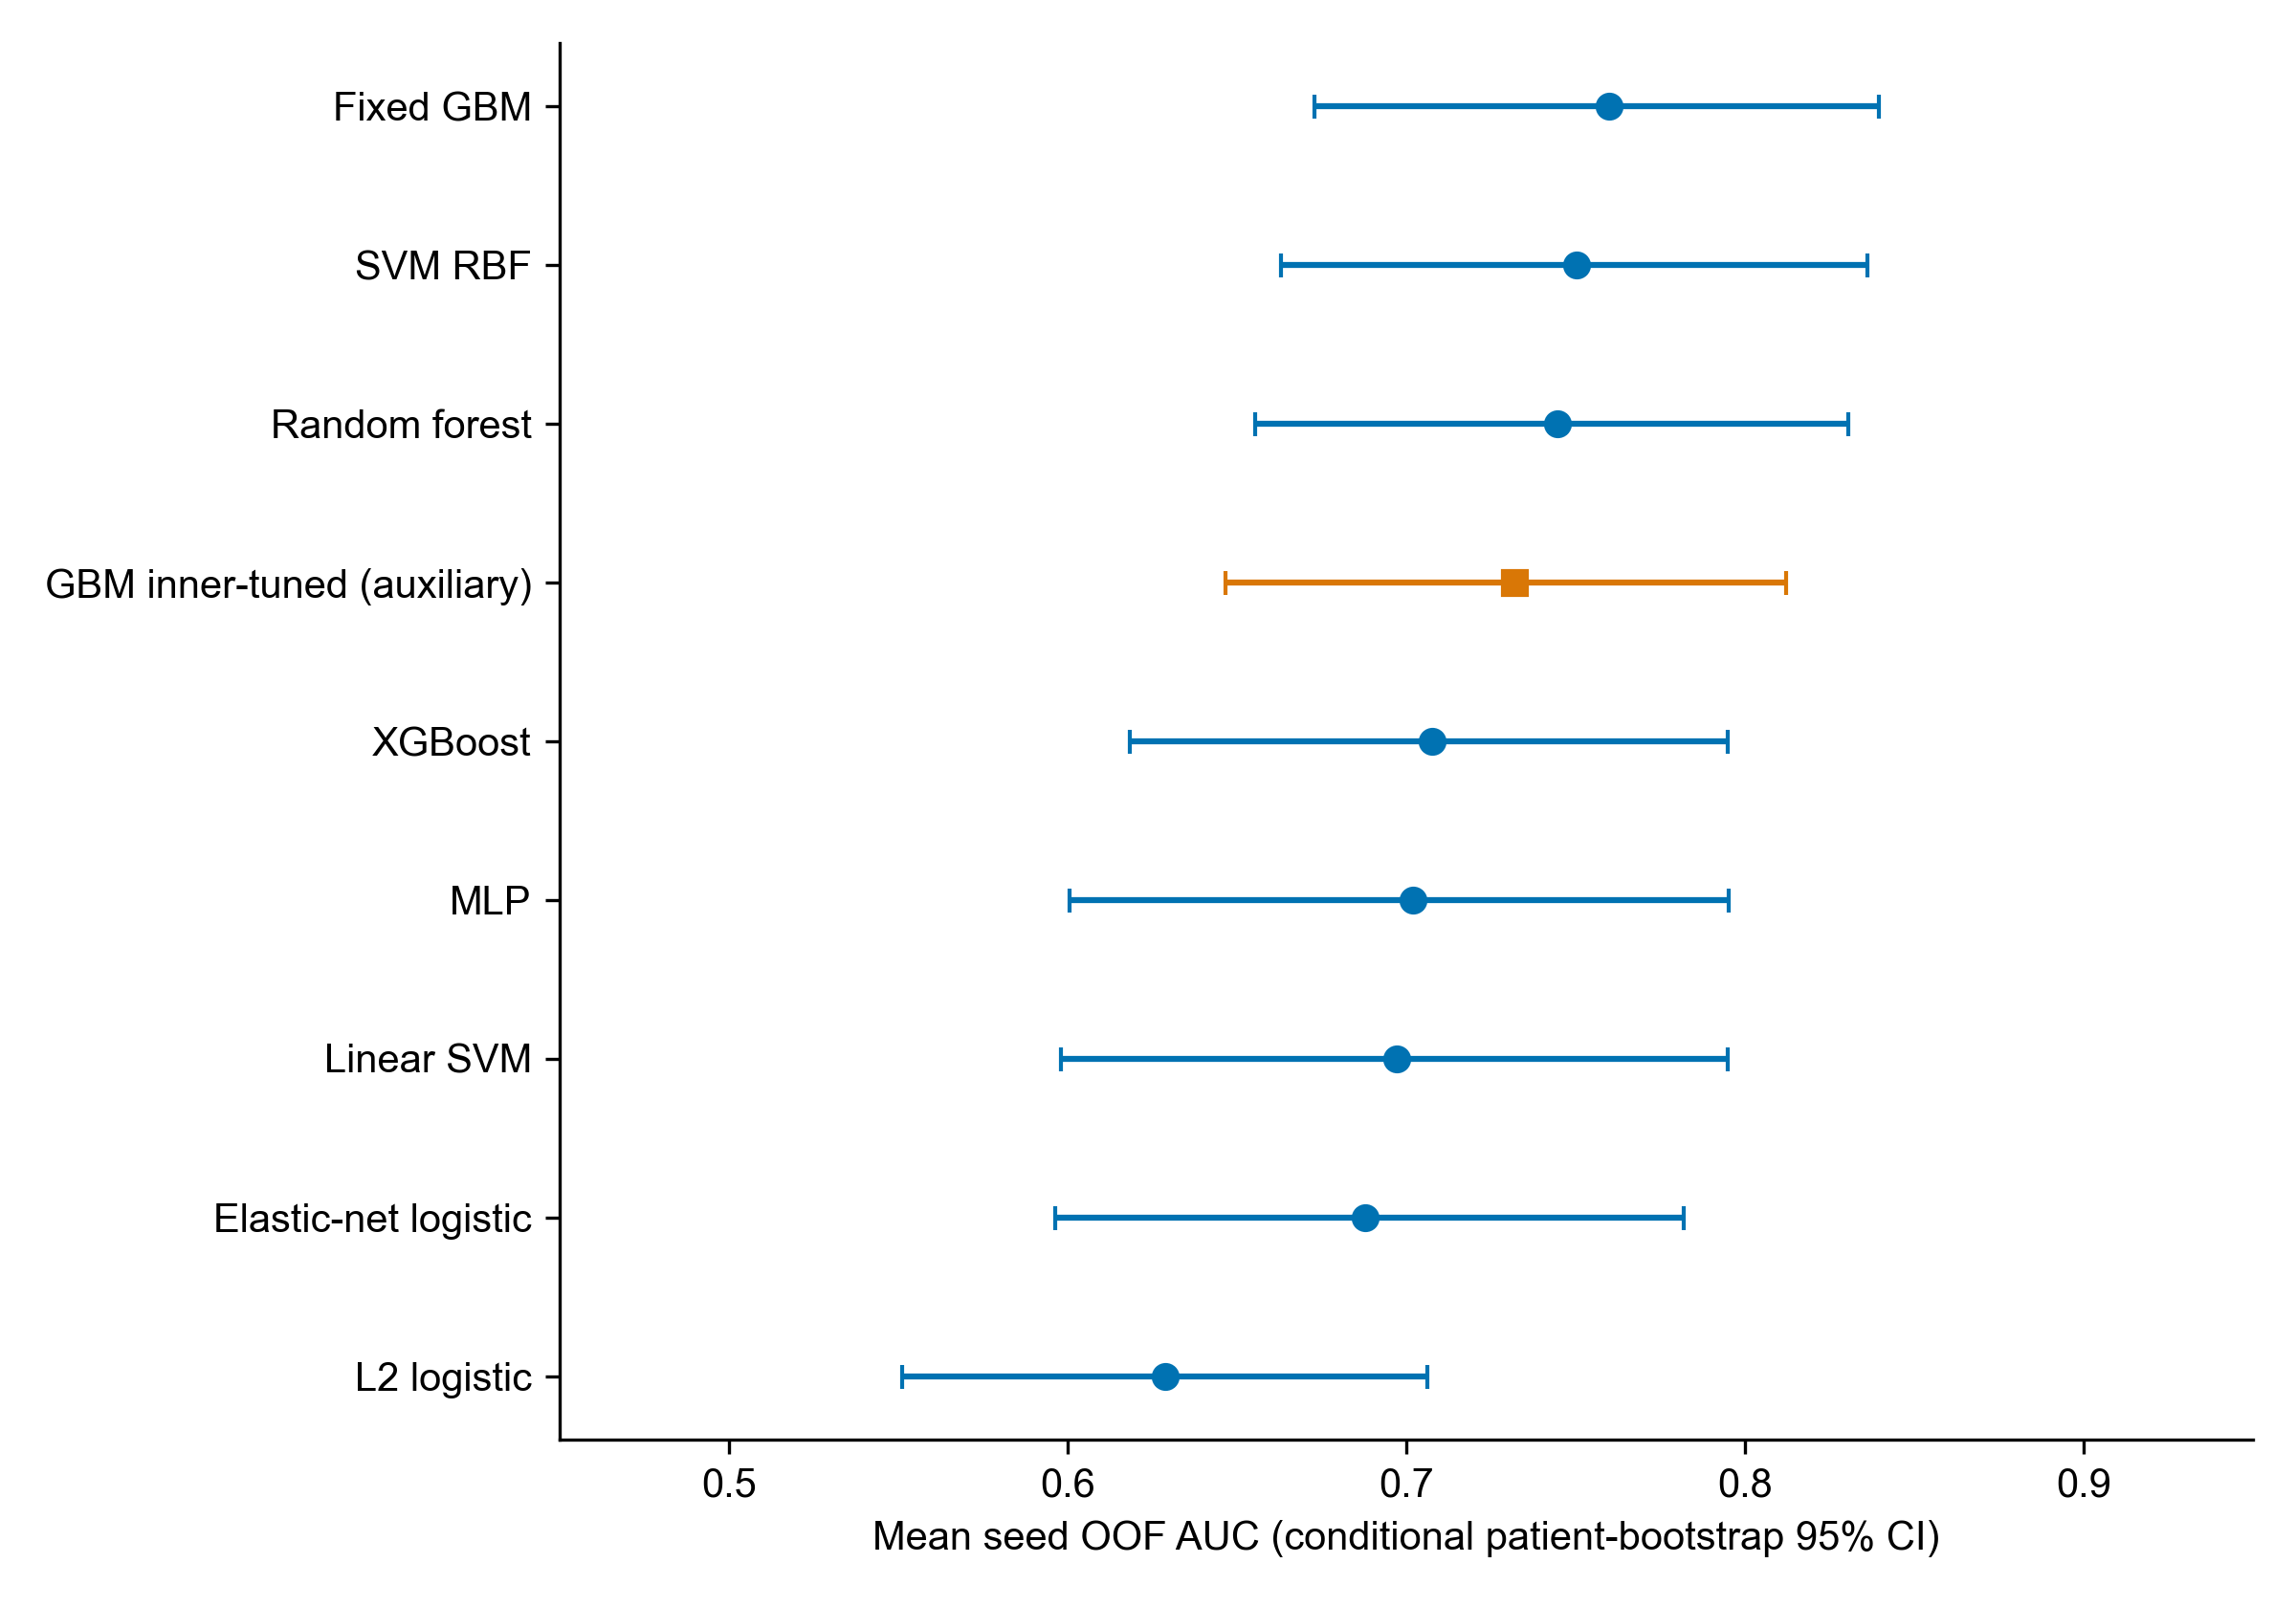 Fixed GBM
SVM RBF
Random forest
GBM inner-tuned (auxiliary)
XGBoost
MLP
Linear SVM
Elastic-net logistic
L2 logistic
0.5 0.6 0.7 0.8 0.9
Mean seed OOF AUC (conditional patient-bootstrap 95% CI)